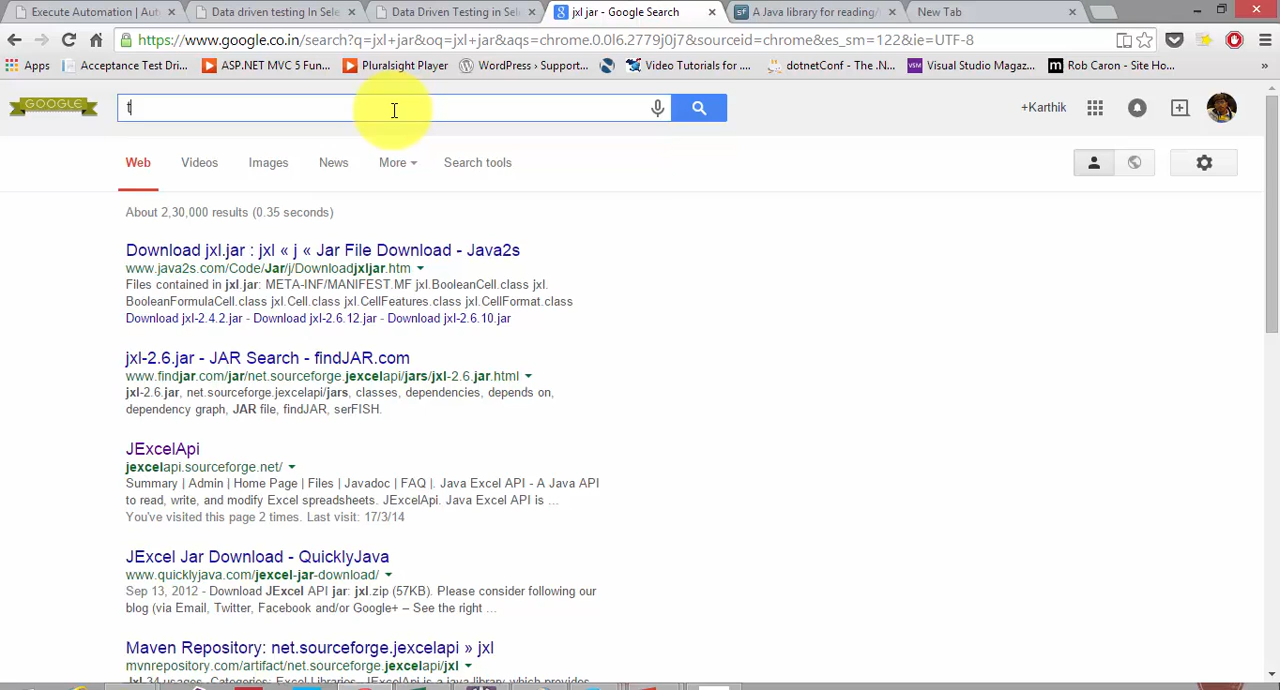 Execute Automation | Aut
Data driven testing In Sele
Data Driven Testing in Sel
jxl jar - Google Search
A Java library for reading/
New Tab
https://www.google.co.in/search?q=jxl+jar&oq=jxl+jar&aqs=chrome.0.0l6.2779j0j7&sourceid=chrome&es_sm=122&ie=UTF-8
Apps
Acceptance Test Dri...
ASP.NET MVC 5 Fun...
Pluralsight Player
WordPress › Support...
Video Tutorials for ....
dotnetConf - The .N...
Visual Studio Magaz...
Rob Caron - Site Ho...
»
GOOGLE
t
+Karthik
Web
Videos
Images
News
More
Search tools
About 2,30,000 results (0.35 seconds)
Download jxl.jar : jxl « j « Jar File Download - Java2s
www.java2s.com/Code/Jar/j/Downloadjxljar.htm
Files contained in jxl.jar: META-INF/MANIFEST.MF jxl.BooleanCell.class jxl.
BooleanFormulaCell.class jxl.Cell.class jxl.CellFeatures.class jxl.CellFormat.class
Download jxl-2.4.2.jar - Download jxl-2.6.12.jar - Download jxl-2.6.10.jar
jxl-2.6.jar - JAR Search - findJAR.com
www.findjar.com/jar/net.sourceforge.jexcelapi/jars/jxl-2.6.jar.html
jxl-2.6.jar, net.sourceforge.jexcelapi/jars, classes, dependencies, depends on,
dependency graph, JAR file, findJAR, serFISH.
JExcelApi
jexcelapi.sourceforge.net/
Summary | Admin | Home Page | Files | Javadoc | FAQ |. Java Excel API - A Java API
to read, write, and modify Excel spreadsheets. JExcelApi. Java Excel API is ...
You've visited this page 2 times. Last visit: 17/3/14
JExcel Jar Download - QuicklyJava
www.quicklyjava.com/jexcel-jar-download/
Sep 13, 2012 - Download JExcel API jar: jxl.zip (57KB). Please consider following our
blog (via Email, Twitter, Facebook and/or Google+ – See the right ...
Maven Repository: net.sourceforge.jexcelapi » jxl
mvnrepository.com/artifact/net.sourceforge.jexcelapi/jxl